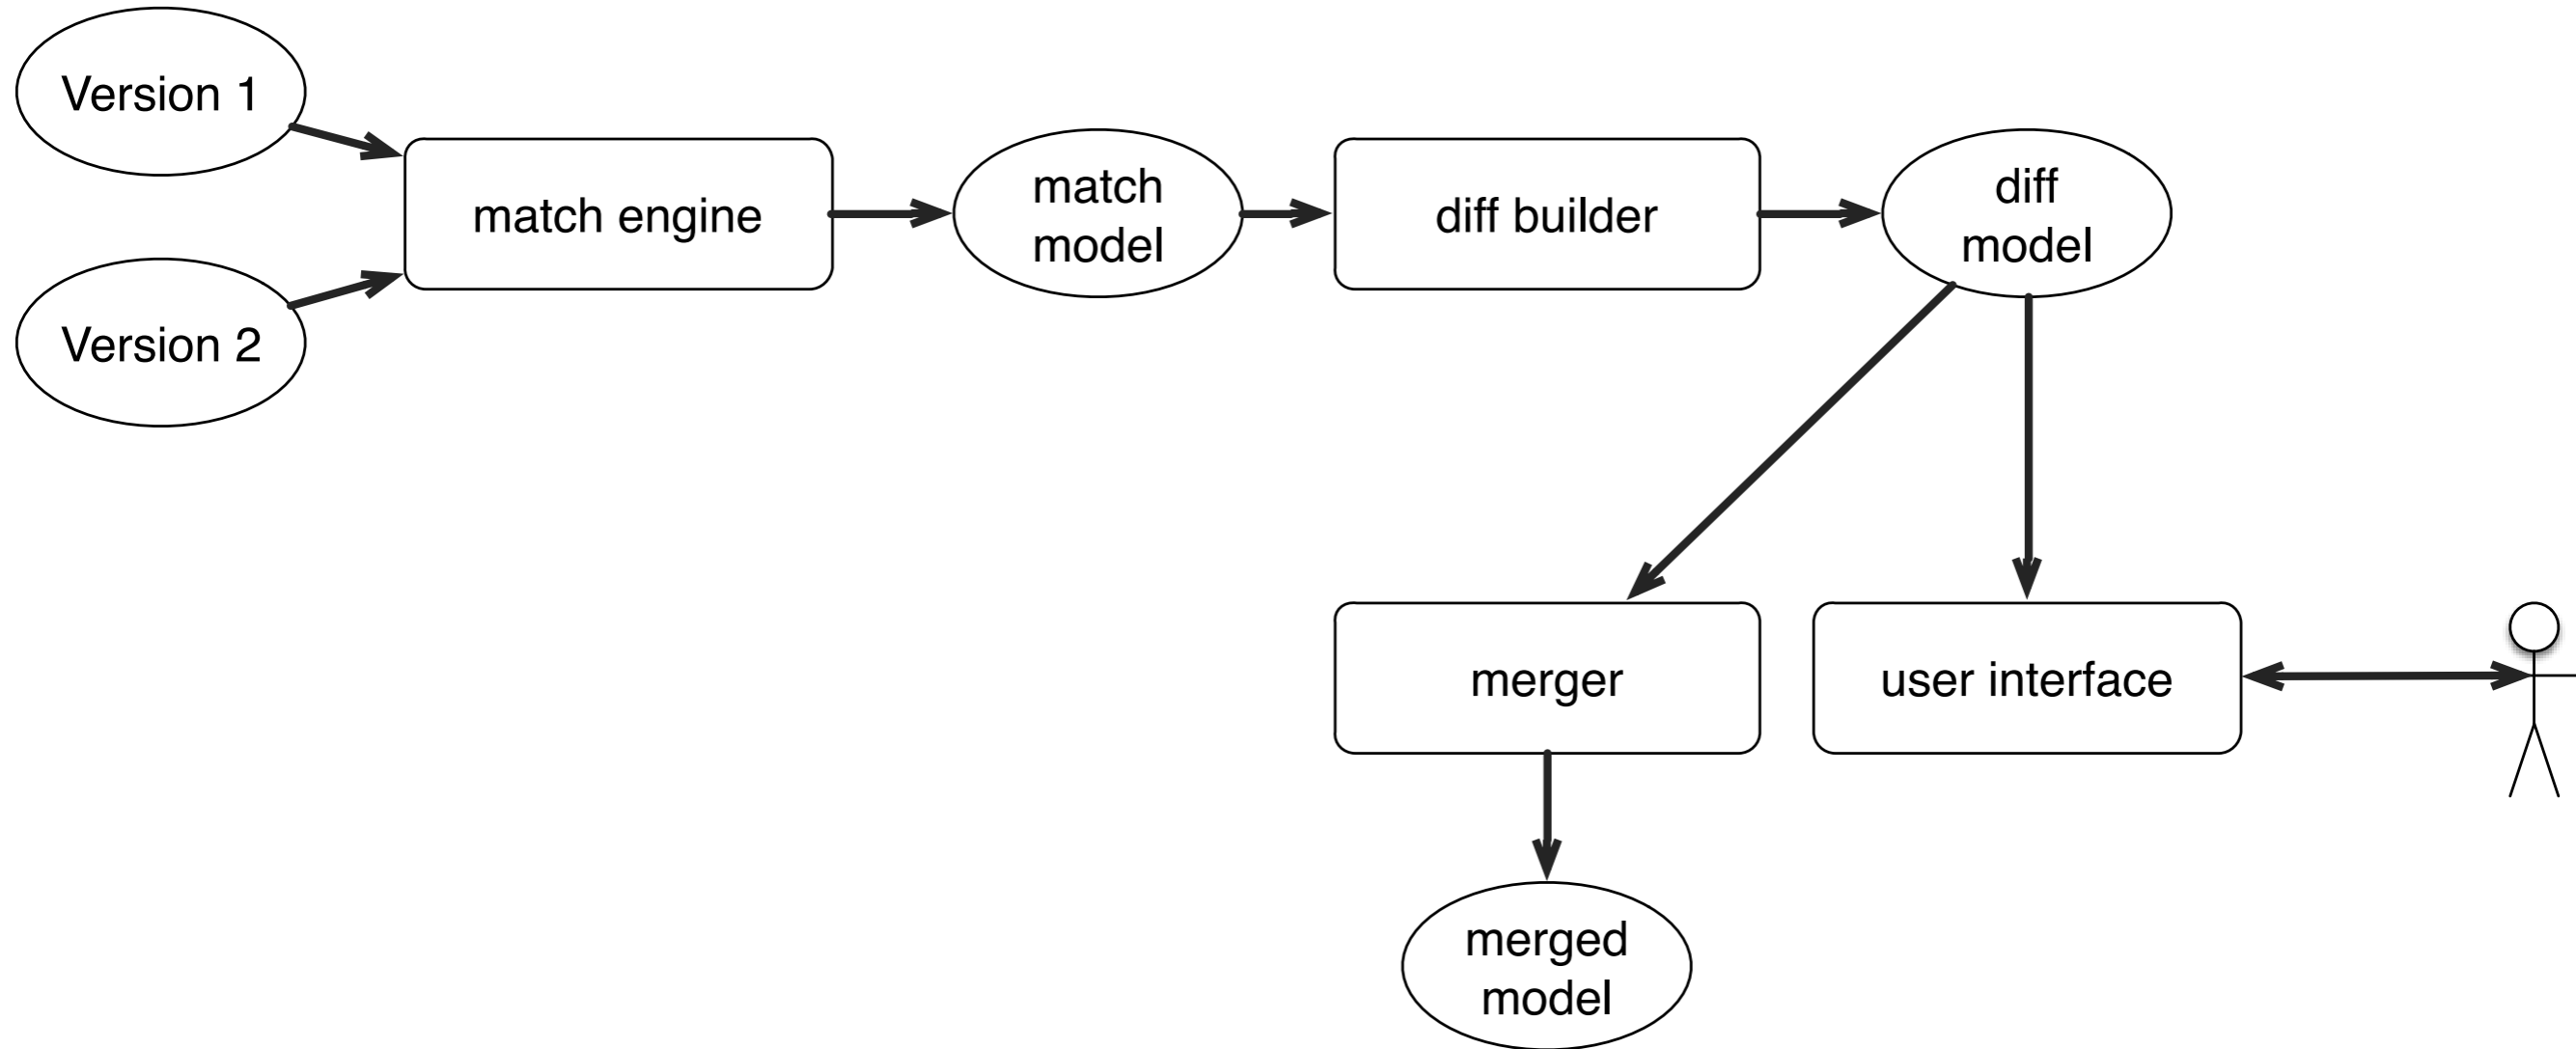 Version 1
Version 2
match engine
match
model
diff builder
diff
model
merger
user interface
merged
model